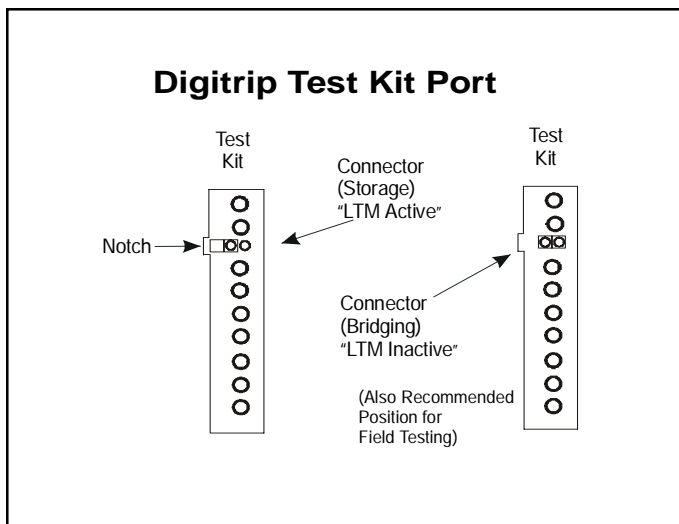 Digitrip Test Kit Port
Test
Kit
Connector
(Storage)
"LTM Active"
Notch
Test
Kit
Connector
(Bridging)
"LTM Inactive"
(Also Recommended
Position for
Field Testing)